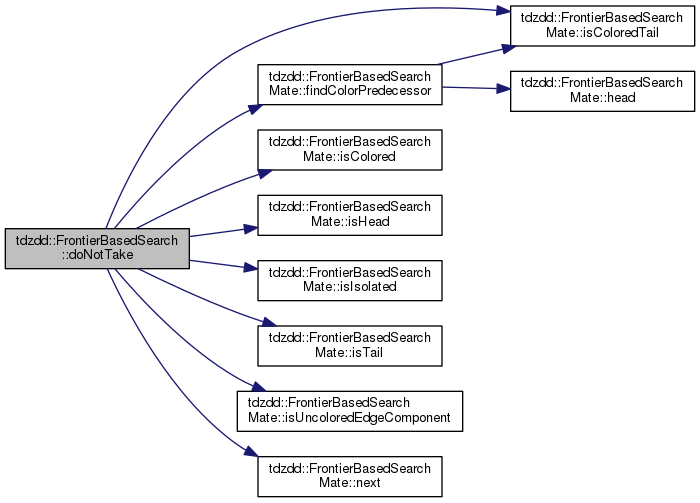 tdzdd::FrontierBasedSearch
::doNotTake
tdzdd::FrontierBasedSearch
Mate::isColoredTail
tdzdd::FrontierBasedSearch
Mate::findColorPredecessor
tdzdd::FrontierBasedSearch
Mate::head
tdzdd::FrontierBasedSearch
Mate::isColored
tdzdd::FrontierBasedSearch
Mate::isHead
tdzdd::FrontierBasedSearch
Mate::isIsolated
tdzdd::FrontierBasedSearch
Mate::isTail
tdzdd::FrontierBasedSearch
Mate::isUncoloredEdgeComponent
tdzdd::FrontierBasedSearch
Mate::next